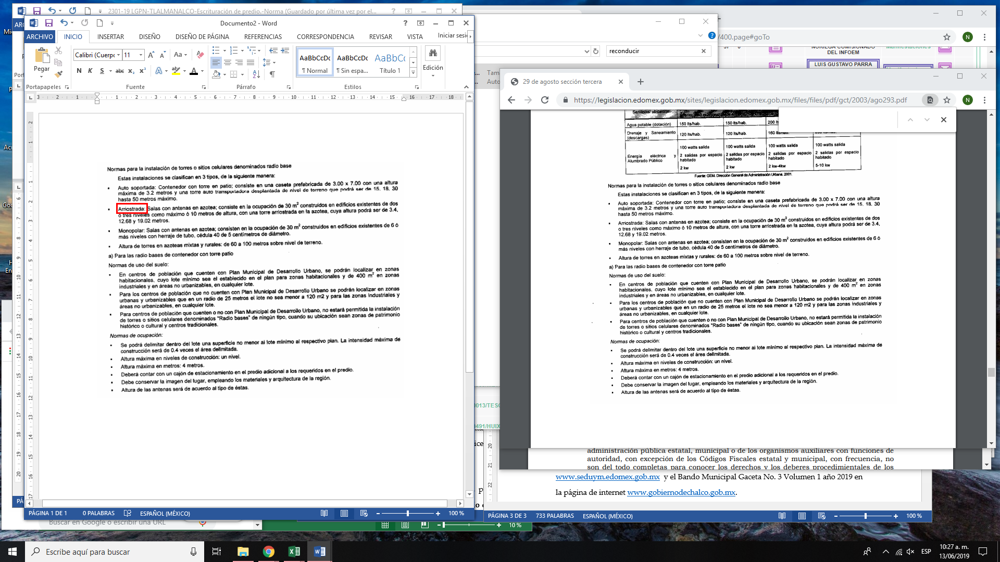 2301-19 LGPN-TLALMANALCO-Escrituración de predio.-Norma (Guardado por última vez por el...
Documento2 - Word
ARCHIVO INICIO INSERTAR DISEÑO DISEÑO DE PÁGINA REFERENCIAS CORRESPONDENCIA REVISAR VISTA Iniciar sesi
Pegar
Calibri (Cuerpo 11
AaBbCcDc AaBbCcDc AaBbCc
¶ Normal ¶ Sin espa... Título 1
Edición
Portapapeles Fuente Párrafo Estilos
Normas para la instalación de torres o sitios celulares denominados radio base
Estas instalaciones se clasifican en 3 tipos, de la siguiente manera:
Auto soportada: Contenedor con torre en patio; consiste en una caseta prefabricada de 3.00 x 7.00 con una altura
máxima de 3.2 metros y una torre auto transportadora desplantada de nivel de terreno que podrá ser de 15, 18, 30
hasta 50 metros máximo.
Arriostrada: Salas con antenas en azotea; consiste en la ocupación de 30 m2 construidos en edificios existentes de dos
o tres niveles como máximo ó 10 metros de altura, con una torre arriostrada en la azotea, cuya altura podrá ser de 3.4,
12.68 y 19.02 metros.
Monopolar: Salas con antenas en azotea; consisten en la ocupación de 30 m2 construidos en edificios existentes de 6 ó
más niveles con herraje de tubo, cédula 40 de 5 centímetros de diámetro.
Altura de torres en azoteas mixtas y rurales: de 60 a 100 metros sobre nivel de terreno.
a) Para las radio bases de contenedor con torre patio
Normas de uso del suelo:
En centros de población que cuenten con Plan Municipal de Desarrollo Urbano, se podrán localizar en zonas
habitacionales, cuyo lote mínimo sea el establecido en el plan para zonas habitacionales y de 400 m2 en zonas
industriales y en áreas no urbanizables, en cualquier lote.
Para los centros de población que no cuenten con Plan Municipal de Desarrollo Urbano se podrán localizar en zonas
urbanas y urbanizables que en un radio de 25 metros el lote no sea menor a 120 m2 y para las zonas industriales y
áreas no urbanizables, en cualquier lote.
Para centros de población que cuenten o no con Plan Municipal de Desarrollo Urbano, no estará permitida la instalación
de torres o sitios celulares denominados "Radio bases" de ningún tipo, cuando su ubicación sean zonas de patrimonio
histórico o cultural y centros tradicionales.
Normas de ocupación:
Se podrá delimitar dentro del lote una superficie no menor al lote mínimo al respectivo plan. La intensidad máxima de
construcción será de 0.4 veces el área delimitada.
Altura máxima en niveles de construcción: un nivel.
Altura máxima en metros: 4 metros.
Deberá contar con un cajón de estacionamiento en el predio adicional a los requeridos en el predio.
Debe conservar la imagen del lugar, empleando los materiales y arquitectura de la región.
Altura de las antenas será de acuerdo al tipo de éstas.
PÁGINA 1 DE 1 0 PALABRAS ESPAÑOL (MÉXICO) 100 %
Buscar en Google o escribir una URL
10 %
reconducir
/400.page#goTo
NORIEGA COMISIONADO
DEL INFOEM
Manifestaciones
LUIS GUSTAVO PARRA
29 de agosto sección tercera
https://legislacion.edomex.gob.mx/sites/legislacion.edomex.gob.mx/files/files/pdf/gct/2003/ago293.pdf
Servicios/ ubicación
Agua potable (dotación) 150 lts/hab. 150 lts/hab. 200 lts
Drenaje y Saneamiento (descargas) 120 lts/hab. 120 lts/hab. 160 lts/hab.
Energía eléctrica y Alumbrado Público
100 watts salida 100 watts salida 100 watts salida 100 watts salida
2 salidas por espacio habitado 2 salidas por espacio habitado 2 salidas por espacio habitado 2 salidas por espacio habitado
2 kw 2 kw 2 kw-4kw 5-10 kw
Fuente: GEM. Dirección General de Administración Urbana. 2001.
Normas para la instalación de torres o sitios celulares denominados radio base
Estas instalaciones se clasifican en 3 tipos, de la siguiente manera:
Auto soportada: Contenedor con torre en patio; consiste en una caseta prefabricada de 3.00 x 7.00 con una altura
máxima de 3.2 metros y una torre auto transportadora desplantada de nivel de terreno que podrá ser de 15, 18, 30
hasta 50 metros máximo.
Arriostrada: Salas con antenas en azotea; consiste en la ocupación de 30 m2 construidos en edificios existentes de dos
o tres niveles como máximo ó 10 metros de altura, con una torre arriostrada en la azotea, cuya altura podrá ser de 3.4,
12.68 y 19.02 metros.
Monopolar: Salas con antenas en azotea; consisten en la ocupación de 30 m2 construidos en edificios existentes de 6 ó
más niveles con herraje de tubo, cédula 40 de 5 centímetros de diámetro.
Altura de torres en azoteas mixtas y rurales: de 60 a 100 metros sobre nivel de terreno.
a) Para las radio bases de contenedor con torre patio
Normas de uso del suelo:
En centros de población que cuenten con Plan Municipal de Desarrollo Urbano, se podrán localizar en zonas
habitacionales, cuyo lote mínimo sea el establecido en el plan para zonas habitacionales y de 400 m2 en zonas
industriales y en áreas no urbanizables, en cualquier lote.
Para los centros de población que no cuenten con Plan Municipal de Desarrollo Urbano se podrán localizar en zonas
urbanas y urbanizables que en un radio de 25 metros el lote no sea menor a 120 m2 y para las zonas industriales y
áreas no urbanizables, en cualquier lote.
Para centros de población que cuenten o no con Plan Municipal de Desarrollo Urbano, no estará permitida la instalación
de torres o sitios celulares denominados "Radio bases" de ningún tipo, cuando su ubicación sean zonas de patrimonio
histórico o cultural y centros tradicionales.
Normas de ocupación:
Se podrá delimitar dentro del lote una superficie no menor al lote mínimo al respectivo plan. La intensidad máxima de
construcción será de 0.4 veces el área delimitada.
Altura máxima en niveles de construcción: un nivel.
Altura máxima en metros: 4 metros.
Deberá contar con un cajón de estacionamiento en el predio adicional a los requeridos en el predio.
Debe conservar la imagen del lugar, empleando los materiales y arquitectura de la región.
Altura de las antenas será de acuerdo al tipo de éstas.
0013/TESO
0491/HUIX
administración pública estatal, municipal o de los organismos auxiliares con funciones de
autoridad, con excepción de los Códigos Fiscales estatal y municipal, con frecuencia, no
son del todo completas para conocer los derechos y los deberes procedimentales de los
www.seduym.edomex.gob.mx y el Bando Municipal Gaceta No. 3 Volumen 1 año 2019 en
la página de internet www.gobiernodechalco.gob.mx.
PÁGINA 3 DE 3 733 PALABRAS ESPAÑOL (MÉXICO) 100 %
Escribe aquí para buscar
ESP
10:27 a. m.
13/06/2019